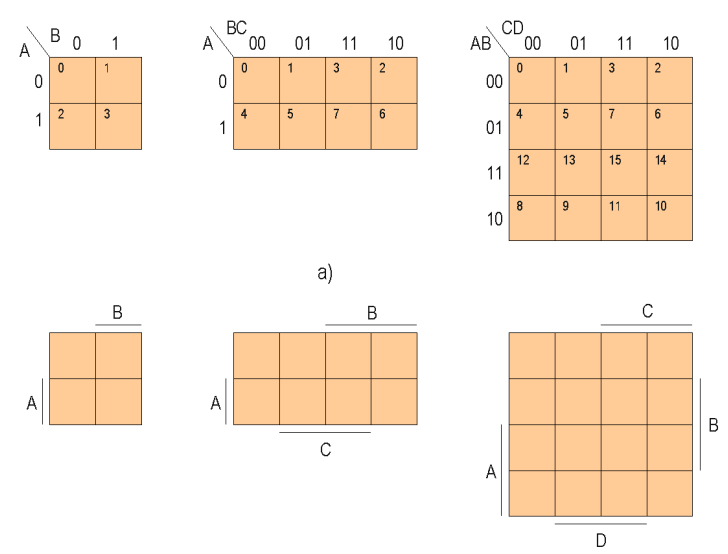 B 0 1
A
0 0 1
1 2 3
BC
A 00 01 11 10
0 0 1 3 2
1 4 5 7 6
CD
AB 00 01 11 10
00 0 1 3 2
01 4 5 7 6
11 12 13 15 14
10 8 9 11 10
a)
B
A
B
A
C
C
B
A
D